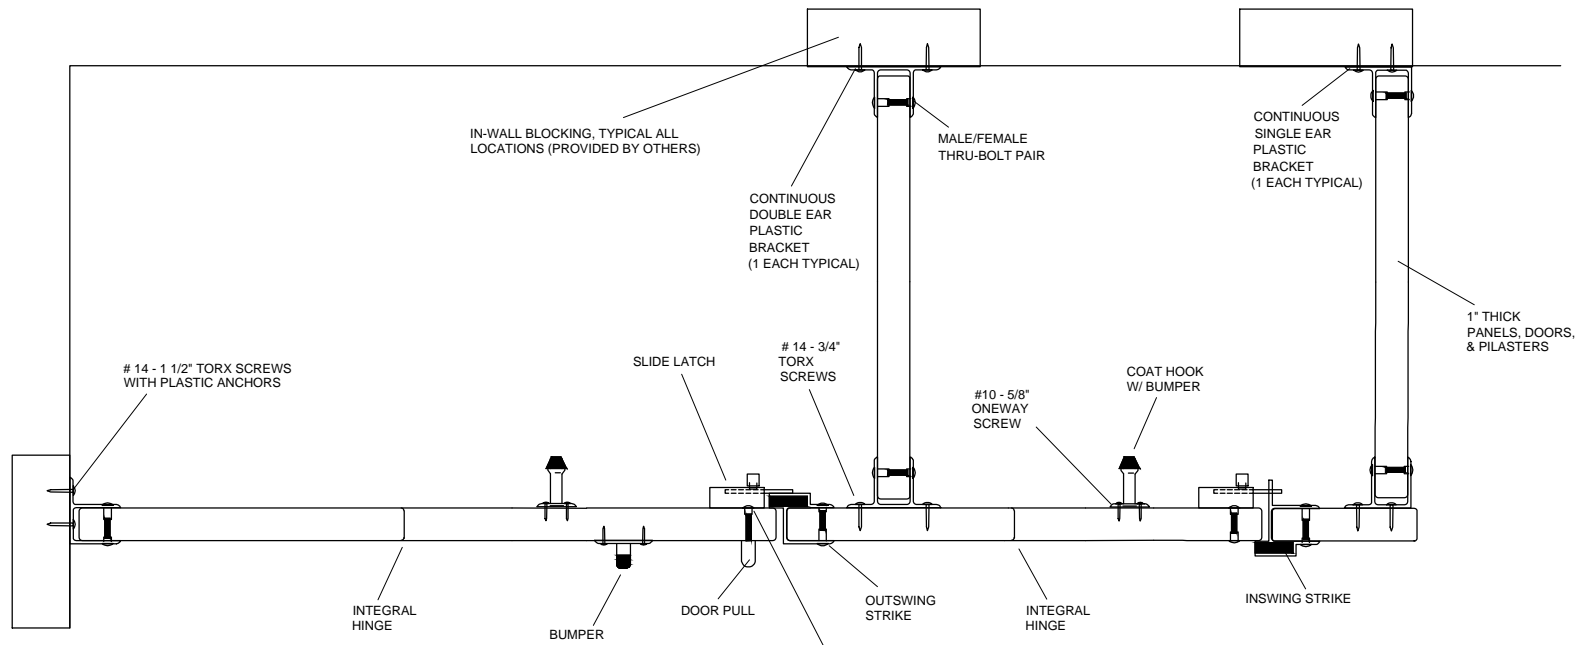 IN-WALL BLOCKING, TYPICAL ALL
LOCATIONS (PROVIDED BY OTHERS)
MALE/FEMALE
THRU-BOLT PAIR
CONTINUOUS
SINGLE EAR
PLASTIC
BRACKET
(1 EACH TYPICAL)
CONTINUOUS
DOUBLE EAR
PLASTIC
BRACKET
(1 EACH TYPICAL)
1" THICK
PANELS, DOORS,
& PILASTERS
# 14 - 1 1/2" TORX SCREWS
WITH PLASTIC ANCHORS
SLIDE LATCH
# 14 - 3/4"
TORX
SCREWS
#10 - 5/8"
ONEWAY
SCREW
COAT HOOK
W/ BUMPER
INTEGRAL
HINGE
BUMPER
DOOR PULL
OUTSWING
STRIKE
INTEGRAL
HINGE
INSWING STRIKE